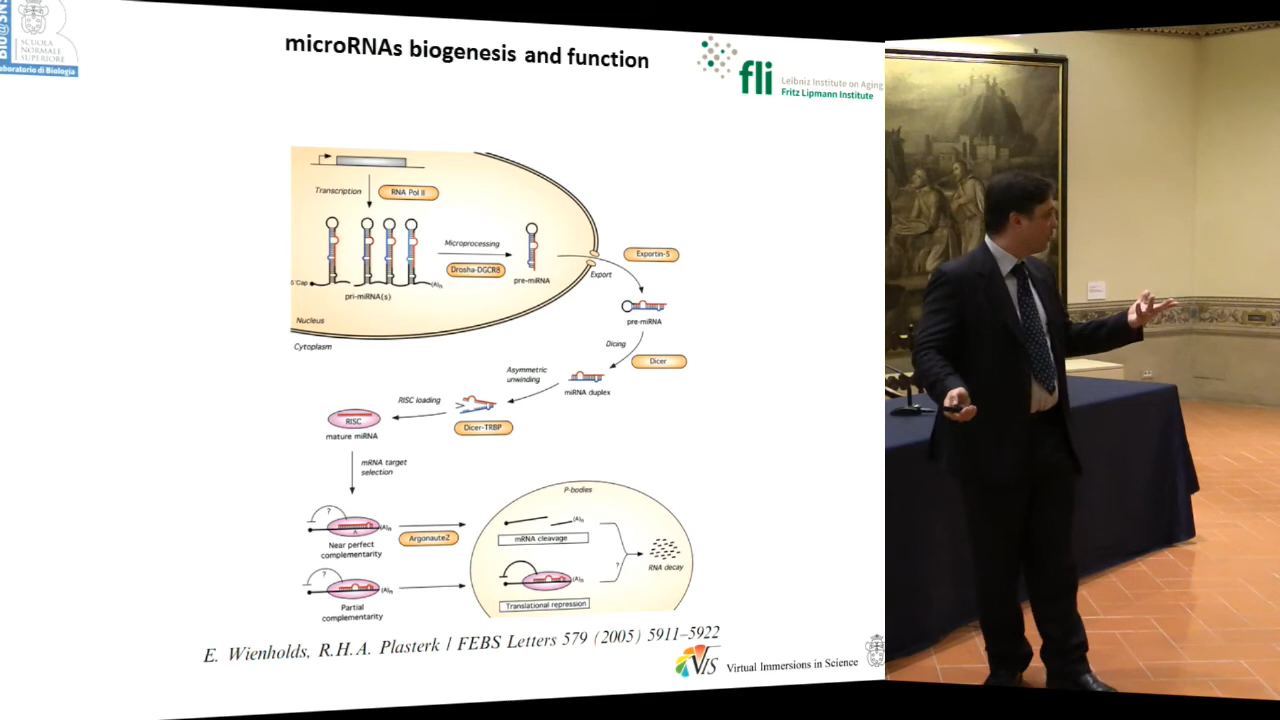 BIO@SNS
SCUOLA
NORMALE
SUPERIORE
aboratorio di Biologia
microRNAs biogenesis and function
fli
Leibniz Institute on Aging
Fritz Lipmann Institute
Transcription
RNA Pol II
Microprocessing
Drosha-DGCR8
5'Cap
(A)n
pri-miRNA(s)
pre-miRNA
Exportin-5
Export
Nucleus
Cytoplasm
pre-miRNA
Dicing
Dicer
Asymmetric
unwinding
miRNA duplex
RISC loading
Dicer-TRBP
RISC
mature miRNA
mRNA target
selection
?
(A)n
Near perfect
complementarity
Argonaute2
?
(A)n
Partial
complementarity
P-bodies
(A)n
mRNA cleavage
(A)n
Translational repression
?
RNA decay
E. Wienholds, R.H.A. Plasterk / FEBS Letters 579 (2005) 5911–5922
VIS
Virtual Immersions in Science